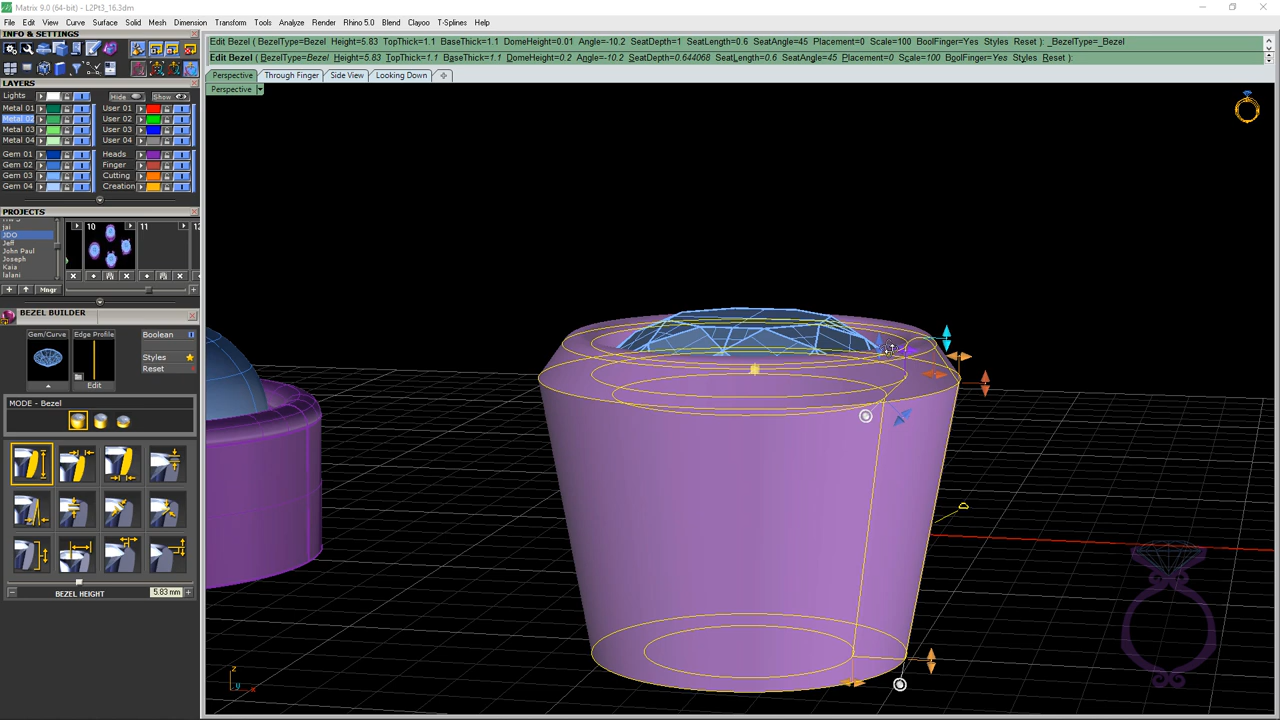 Matrix 9.0 (64-bit) - L2Pt3_16.3dm
File Edit View Curve Surface Solid Mesh Dimension Transform Tools Analyze Render Rhino 5.0 Blend Clayoo T-Splines Help
INFO & SETTINGS
Edit Bezel ( BezelType=Bezel Height=5.83 TopThick=1.1 BaseThick=1.1 DomeHeight=0.01 Angle=-10.2 SeatDepth=1 SeatLength=0.6 SeatAngle=45 Placement=0 Scale=100 BoolFinger=Yes Styles Reset ): _BezelType=_Bezel
Edit Bezel ( BezelType=Bezel Height=5.83 TopThick=1.1 BaseThick=1.1 DomeHeight=0.2 Angle=-10.2 SeatDepth=0.644068 SeatLength=0.6 SeatAngle=45 Placement=0 Scale=100 BoolFinger=Yes Styles Reset ):
Perspective Through Finger Side View Looking Down
Perspective
LAYERS
Lights Hide Show
Metal 01 User 01
Metal 02 User 02
Metal 03 User 03
Metal 04 User 04
Gem 01 Heads
Gem 02 Finger
Gem 03 Cutting
Gem 04 Creation
PROJECTS
jai
JDO
Jeff
John Paul
Joseph
Kaia
lalani
10 11
Mngr
BEZEL BUILDER
Gem/Curve Edge Profile Boolean
Styles
Reset
Edit
MODE - Bezel
BEZEL HEIGHT 5.83 mm
z
y x